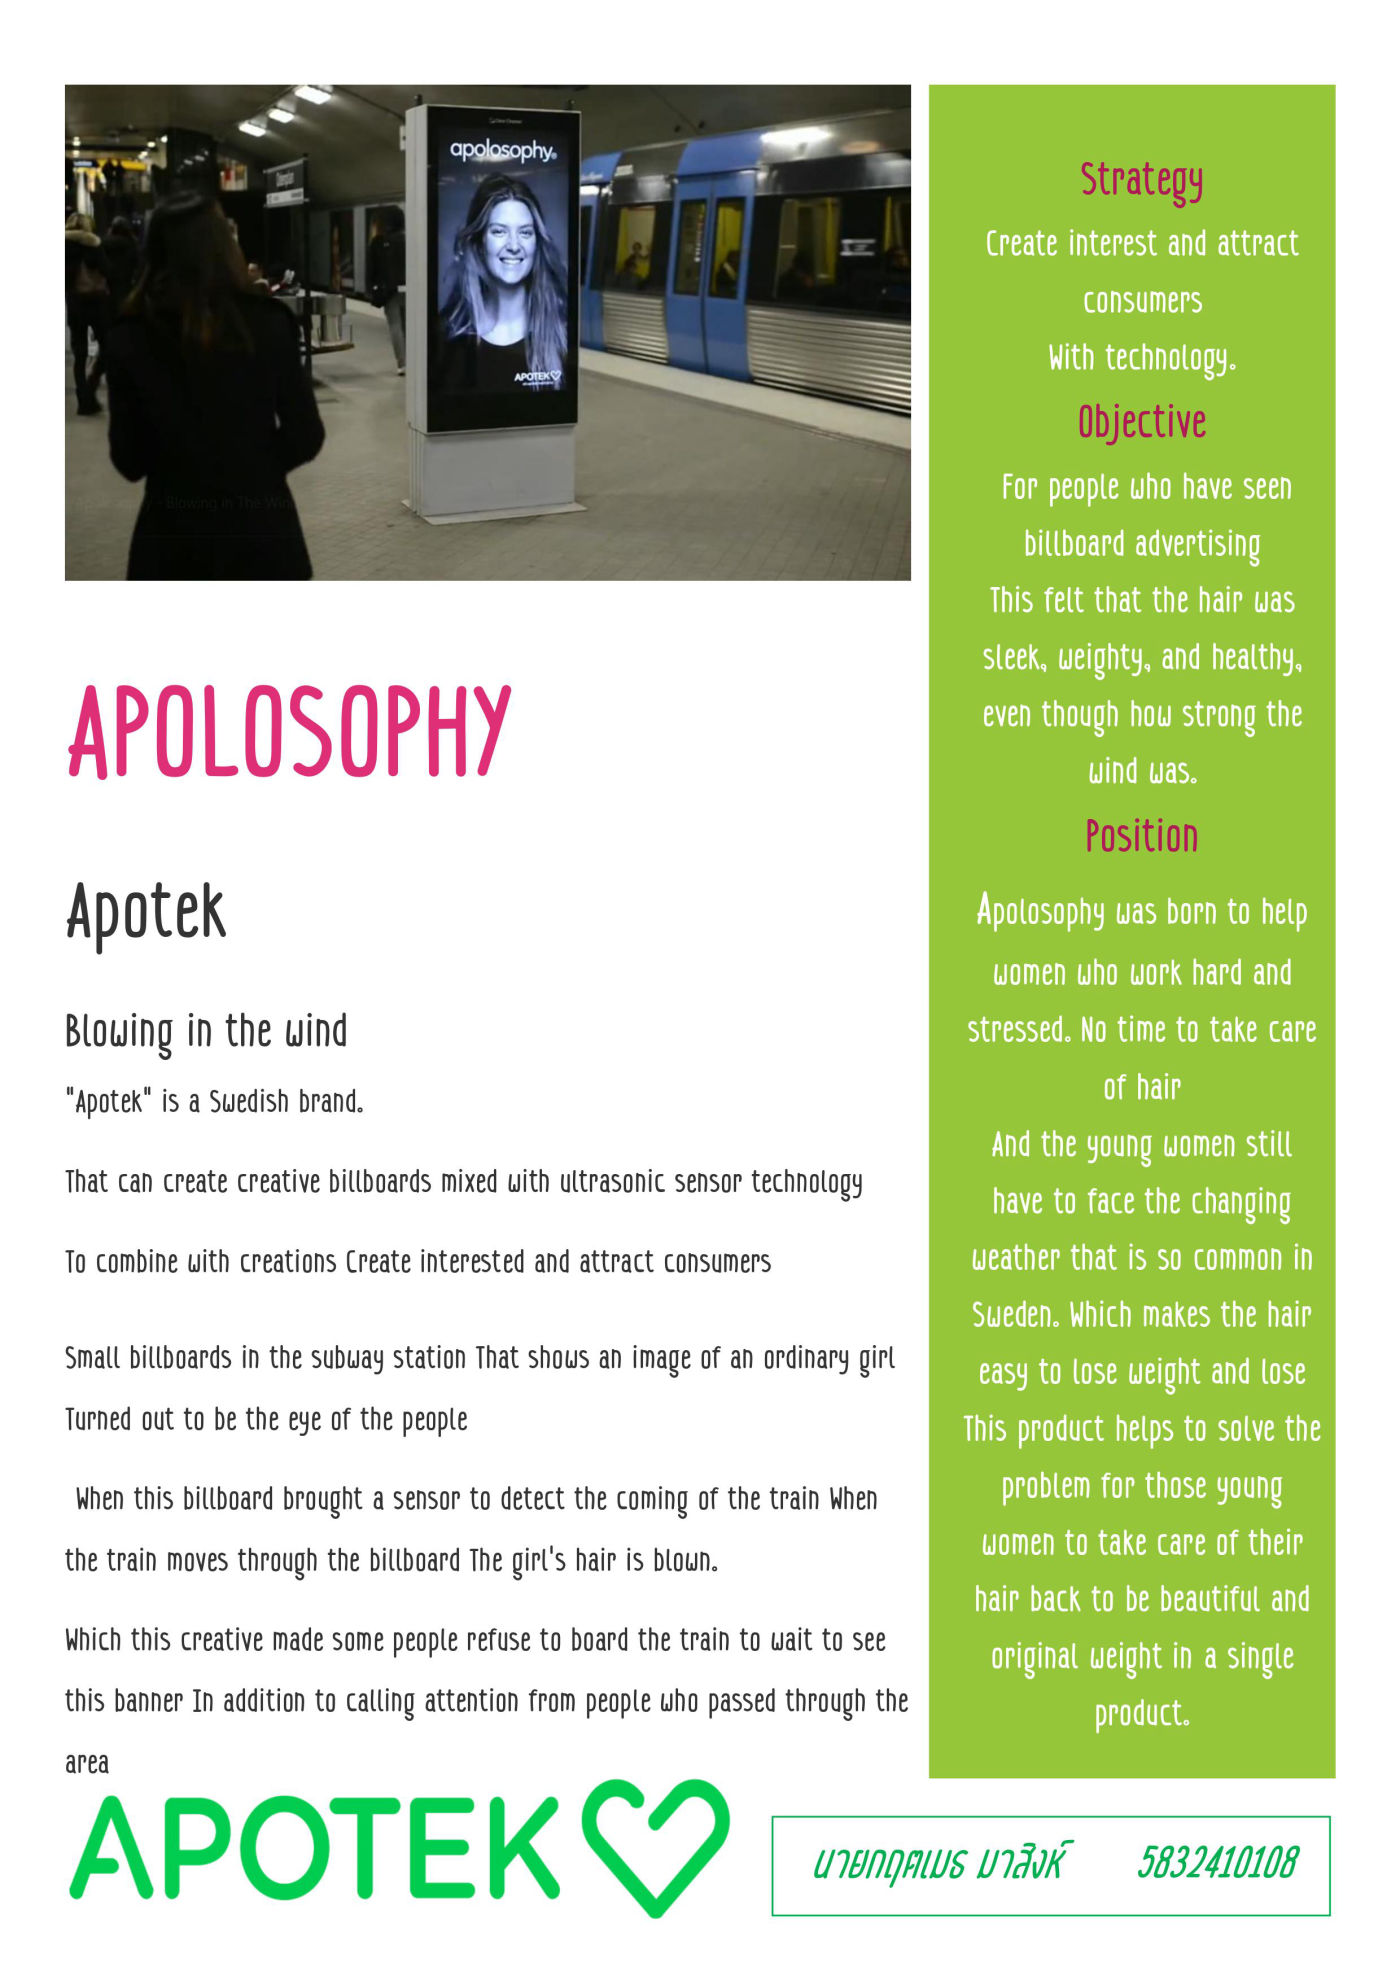 apolosophy®
APOTEK
Apolosophy - Blowing in The Wind
APOLOSOPHY
Apotek
Blowing in the wind
"Apotek" is a Swedish brand.
That can create creative billboards mixed with ultrasonic sensor technology
To combine with creations Create interested and attract consumers
Small billboards in the subway station That shows an image of an ordinary girl
Turned out to be the eye of the people
When this billboard brought a sensor to detect the coming of the train When
the train moves through the billboard The girl's hair is blown.
Which this creative made some people refuse to board the train to wait to see
this banner In addition to calling attention from people who passed through the
area
APOTEK
Strategy
Create interest and attract
consumers
With technology.
Objective
For people who have seen
billboard advertising
This felt that the hair was
sleek, weighty, and healthy,
even though how strong the
wind was.
Position
Apolosophy was born to help
women who work hard and
stressed. No time to take care
of hair
And the young women still
have to face the changing
weather that is so common in
Sweden. Which makes the hair
easy to lose weight and lose
This product helps to solve the
problem for those young
women to take care of their
hair back to be beautiful and
original weight in a single
product.
นายกฤตเมธ มาสิงห์ 5832410108